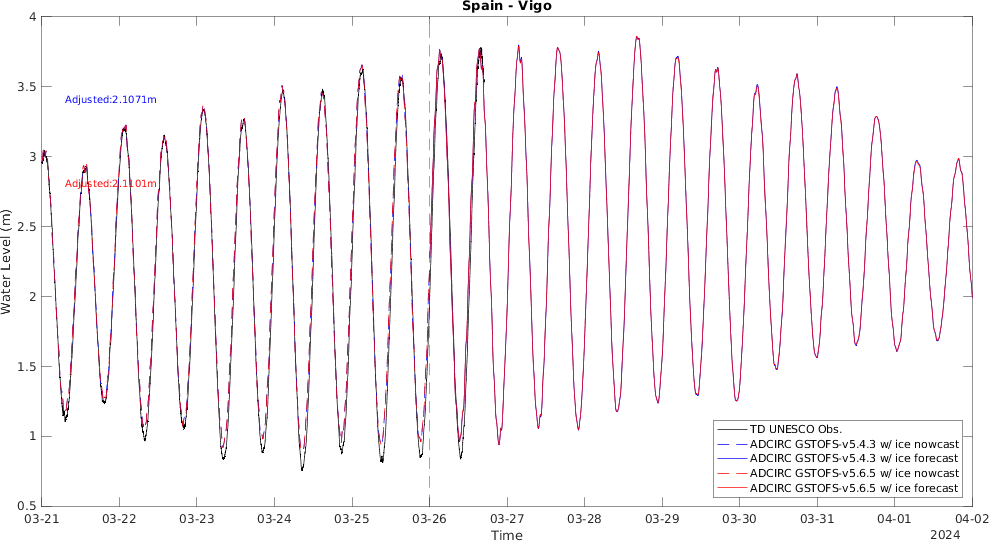 Spain - Vigo
4
3.5
3
2.5
2
1.5
1
0.5
Water Level (m)
Adjusted:2.1071m
Adjusted:2.1101m
TD UNESCO Obs.
ADCIRC GSTOFS-v5.4.3 w/ ice nowcast
ADCIRC GSTOFS-v5.4.3 w/ ice forecast
ADCIRC GSTOFS-v5.6.5 w/ ice nowcast
ADCIRC GSTOFS-v5.6.5 w/ ice forecast
03-21 03-22 03-23 03-24 03-25 03-26 03-27 03-28 03-29 03-30 03-31 04-01 04-02
Time
2024